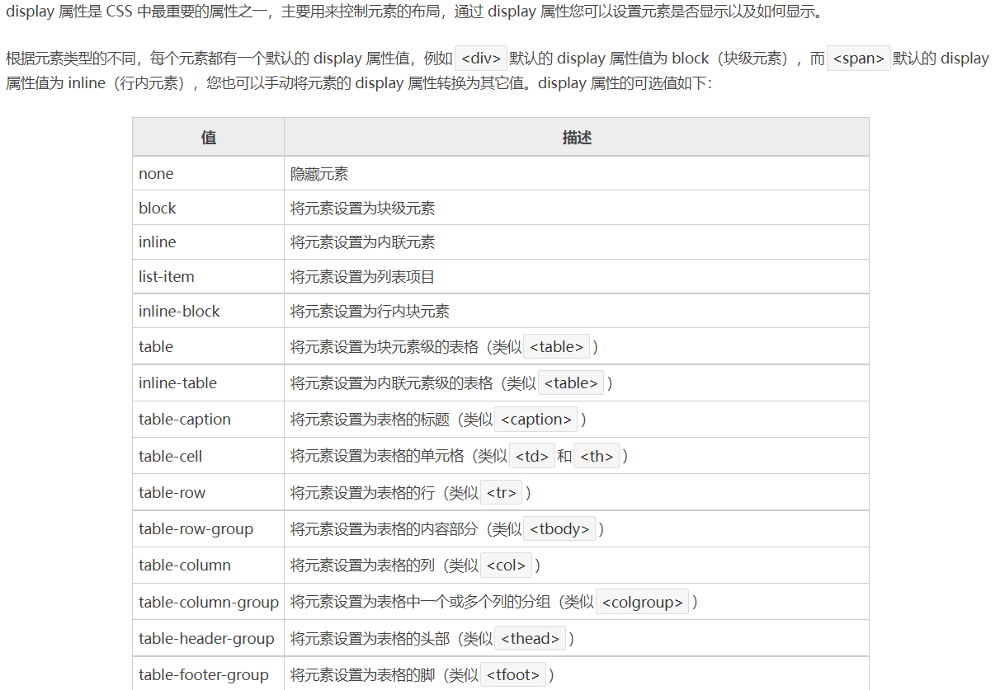 display 属性是 CSS 中最重要的属性之一，主要用来控制元素的布局，通过 display 属性您可以设置元素是否显示以及如何显示。
根据元素类型的不同，每个元素都有一个默认的 display 属性值，例如 <div> 默认的 display 属性值为 block（块级元素），而 <span> 默认的 display
属性值为 inline（行内元素），您也可以手动将元素的 display 属性转换为其它值。display 属性的可选值如下：
值 描述
none 隐藏元素
block 将元素设置为块级元素
inline 将元素设置为内联元素
list-item 将元素设置为列表项目
inline-block 将元素设置为行内块元素
table 将元素设置为块元素级的表格（类似 <table> ）
inline-table 将元素设置为内联元素级的表格（类似 <table> ）
table-caption 将元素设置为表格的标题（类似 <caption> ）
table-cell 将元素设置为表格的单元格（类似 <td> 和 <th> ）
table-row 将元素设置为表格的行（类似 <tr> ）
table-row-group 将元素设置为表格的内容部分（类似 <tbody> ）
table-column 将元素设置为表格的列（类似 <col> ）
table-column-group 将元素设置为表格中一个或多个列的分组（类似 <colgroup> ）
table-header-group 将元素设置为表格的头部（类似 <thead> ）
table-footer-group 将元素设置为表格的脚（类似 <tfoot> ）